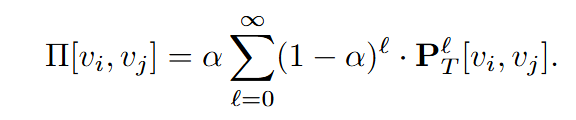 Π[v_i, v_j] = α ∑_{ℓ=0}^{∞} (1 − α)^ℓ · P_T^ℓ[v_i, v_j].